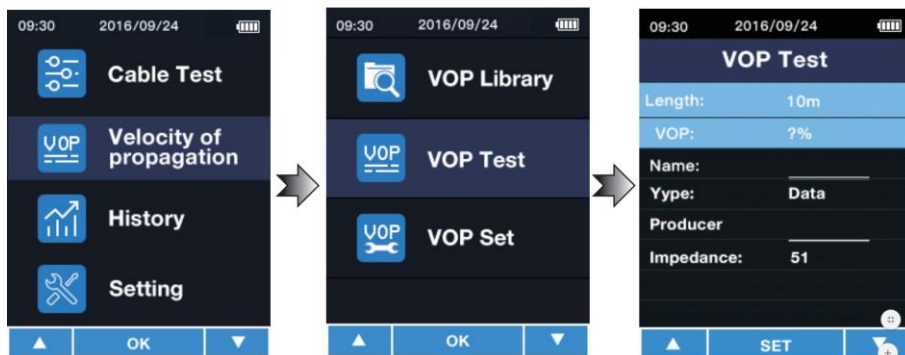 09:30 2016/09/24
Cable Test
VOP
Velocity of
propagation
History
Setting
▲ OK ▼
09:30 2016/09/24
VOP Library
VOP
VOP Test
VOP
VOP Set
▲ OK ▼
09:30 2016/09/24
VOP Test
Length: 10m
VOP: ?%
Name:
Yype: Data
Producer
Impedance: 51
▲ SET ▼